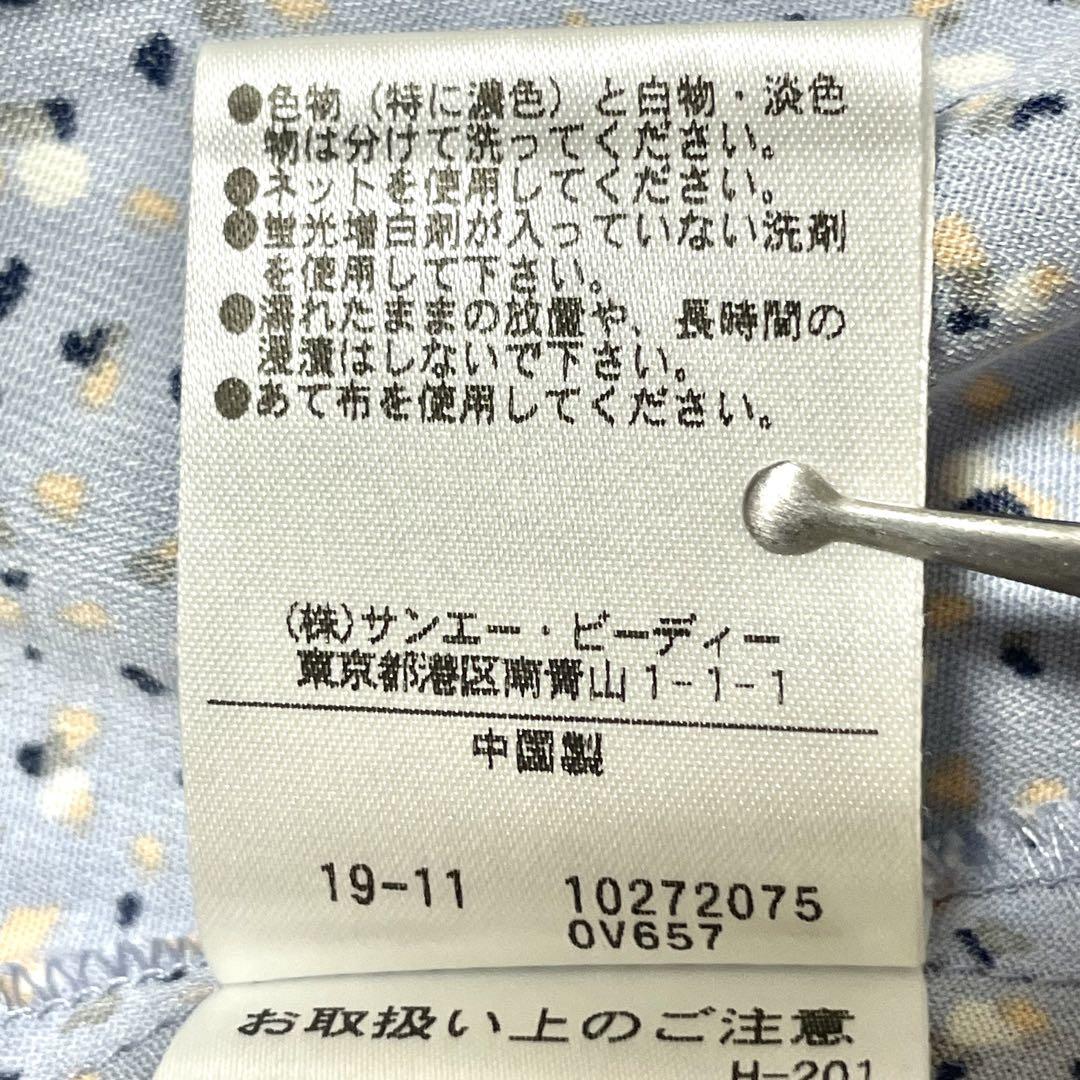 ●色物（特に濃色）と白物・淡色
物は分けて洗ってください。
●ネットを使用してください。
●蛍光増白剤が入っていない洗剤
を使用して下さい。
●濡れたままの放置や、長時間の
浸漬はしないで下さい。
●あて布を使用してください。
(株)サンエー・ビーディー
東京都港区南青山1-1-1
中国製
19-11 10272075
0V657
お取扱い上のご注意
H-201